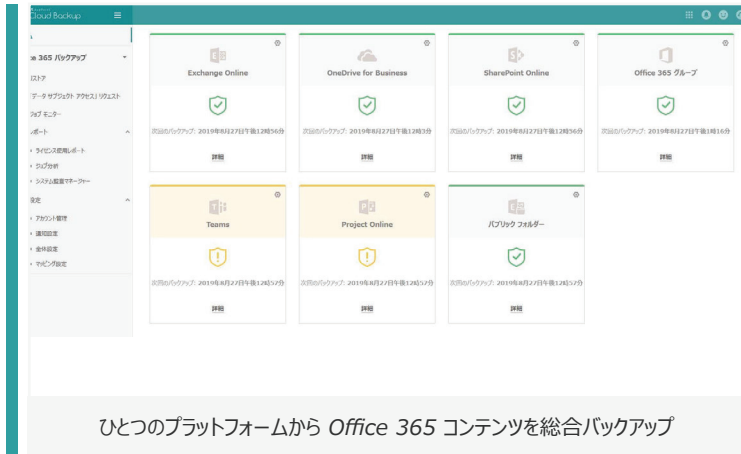 Cloud Backup
365 バックアップ
リストア
データ サブジェクト アクセス] リクエスト
ジョブ モニター
レポート
ライセンス使用レポート
ジョブ分析
システム監査マネージャー
設定
アカウント管理
通知設定
全体設定
マッピング設定
Exchange Online
次回のバックアップ: 2019年8月27日午後12時56分
詳細
OneDrive for Business
次回のバックアップ: 2019年8月27日午後12時3分
詳細
SharePoint Online
次回のバックアップ: 2019年8月27日午後12時56分
詳細
Office 365 グループ
次回のバックアップ: 2019年8月27日午後1時16分
詳細
Teams
次回のバックアップ: 2019年8月27日午後12時57分
詳細
Project Online
次回のバックアップ: 2019年8月27日午後12時57分
詳細
パブリック フォルダー
次回のバックアップ: 2019年8月27日午後12時52分
詳細
ひとつのプラットフォームから Office 365 コンテンツを総合バックアップ